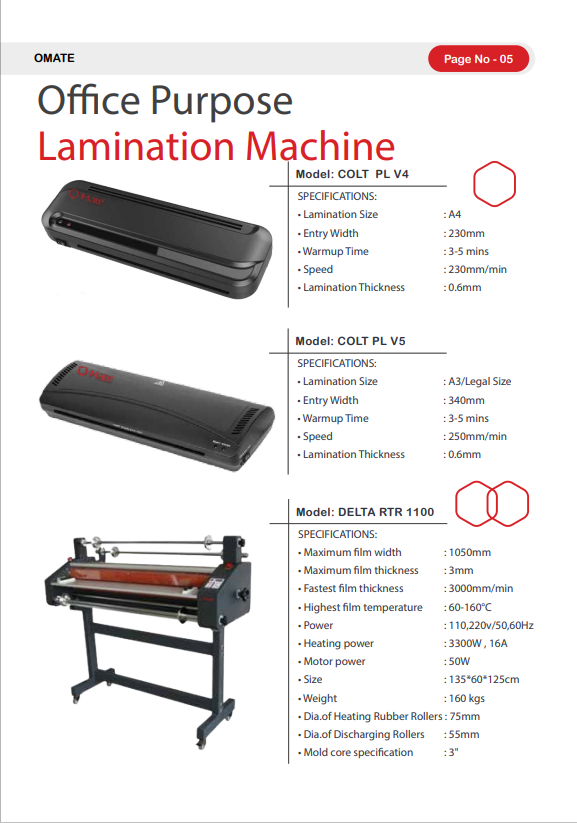 OMATE
Page No - 05
Office Purpose
Lamination Machine
Model: COLT PL V4
SPECIFICATIONS:
• Lamination Size : A4
• Entry Width : 230mm
• Warmup Time : 3-5 mins
• Speed : 230mm/min
• Lamination Thickness : 0.6mm
Model: COLT PL V5
SPECIFICATIONS:
• Lamination Size : A3/Legal Size
• Entry Width : 340mm
• Warmup Time : 3-5 mins
• Speed : 250mm/min
• Lamination Thickness : 0.6mm
Model: DELTA RTR 1100
SPECIFICATIONS:
• Maximum film width : 1050mm
• Maximum film thickness : 3mm
• Fastest film thickness : 3000mm/min
• Highest film temperature : 60-160°C
• Power : 110,220v/50,60Hz
• Heating power : 3300W , 16A
• Motor power : 50W
• Size : 135*60*125cm
• Weight : 160 kgs
• Dia.of Heating Rubber Rollers : 75mm
• Dia.of Discharging Rollers : 55mm
• Mold core specification : 3"